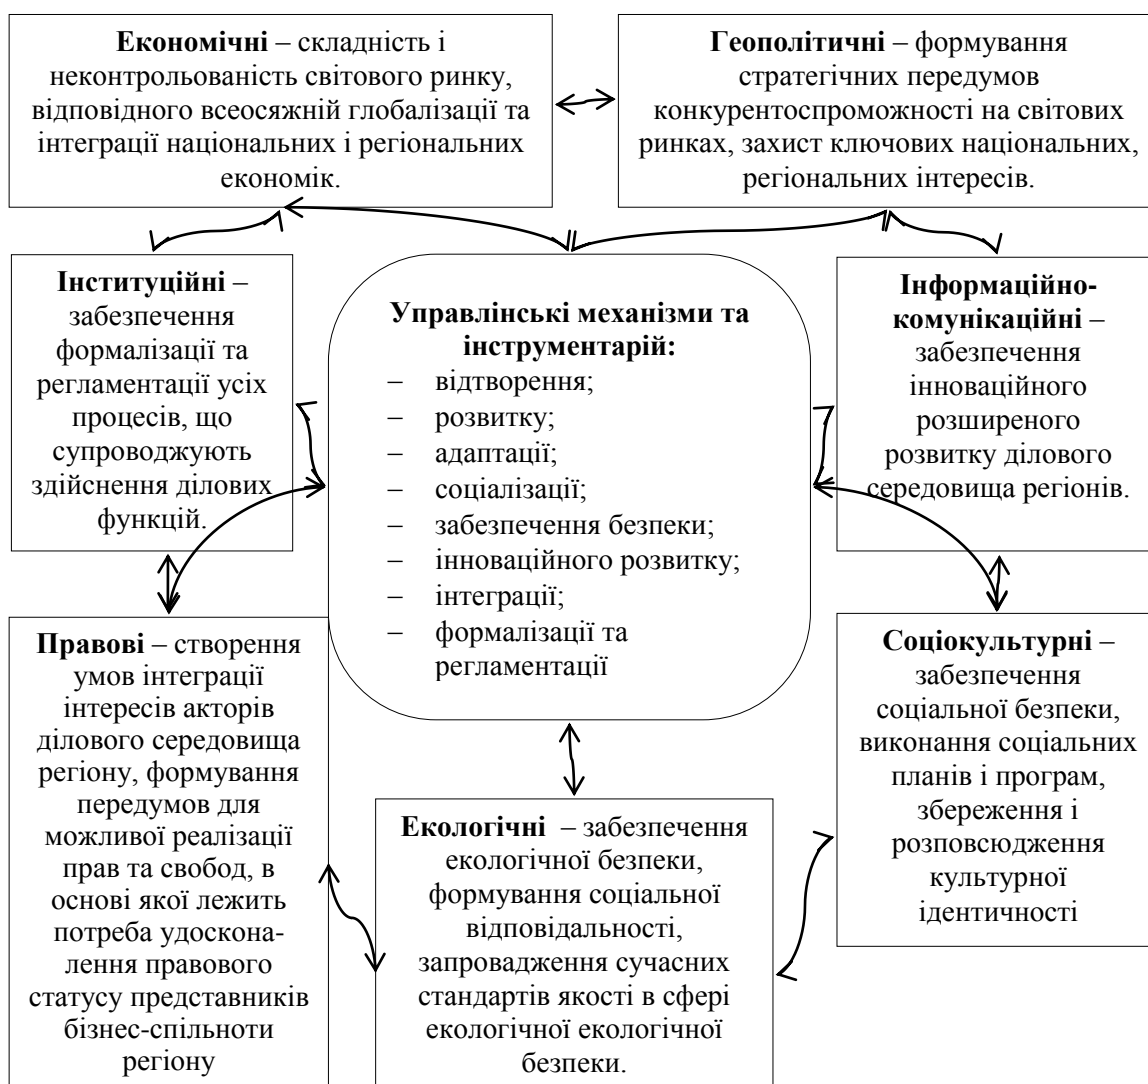 Економічні – складність і
неконтрольованість світового ринку,
відповідного всеосяжній глобалізації та
інтеграції національних і регіональних
економік.
Геополітичні – формування
стратегічних передумов
конкурентоспроможності на світових
ринках, захист ключових національних,
регіональних інтересів.
Інституційні –
забезпечення
формалізації та
регламентації усіх
процесів, що
супроводжують
здійснення ділових
функцій.
Управлінські механізми та
інструментарій:
– відтворення;
– розвитку;
– адаптації;
– соціалізації;
– забезпечення безпеки;
– інноваційного розвитку;
– інтеграції;
– формалізації та
регламентації
Інформаційно-
комунікаційні –
забезпечення
інноваційного
розширеного
розвитку ділового
середовища регіонів.
Правові – створення
умов інтеграції
інтересів акторів
ділового середовища
регіону, формування
передумов для
можливої реалізації
прав та свобод, в
основі якої лежить
потреба удоскона-
лення правового
статусу представників
бізнес-спільноти
регіону
Екологічні – забезпечення
екологічної безпеки,
формування соціальної
відповідальності,
запровадження сучасних
стандартів якості в сфері
екологічної екологічної
безпеки.
Соціокультурні –
забезпечення
соціальної безпеки,
виконання соціальних
планів і програм,
збереження і
розповсюдження
культурної
ідентичності